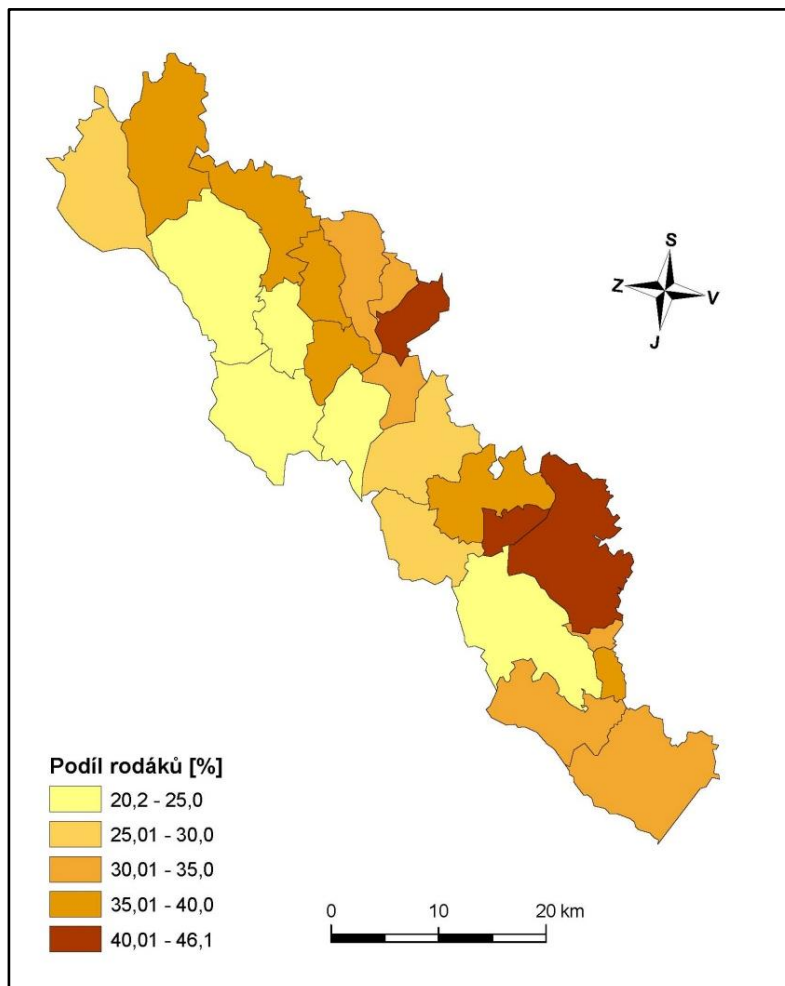 S
Z
V
J
Podíl rodáků [%]
20,2 - 25,0
25,01 - 30,0
30,01 - 35,0
35,01 - 40,0
40,01 - 46,1
0 10 20 km